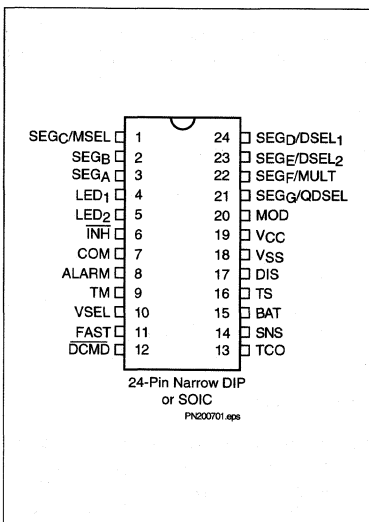 SEGC/MSEL 1 24 SEGD/DSEL1
SEGB 2 23 SEGE/DSEL2
SEGA 3 22 SEGF/MULT
LED1 4 21 SEGG/QDSEL
LED2 5 20 MOD
INH 6 19 VCC
COM 7 18 VSS
ALARM 8 17 DIS
TM 9 16 TS
VSEL 10 15 BAT
FAST 11 14 SNS
DCMD 12 13 TCO
24-Pin Narrow DIP
or SOIC
PN200701.eps